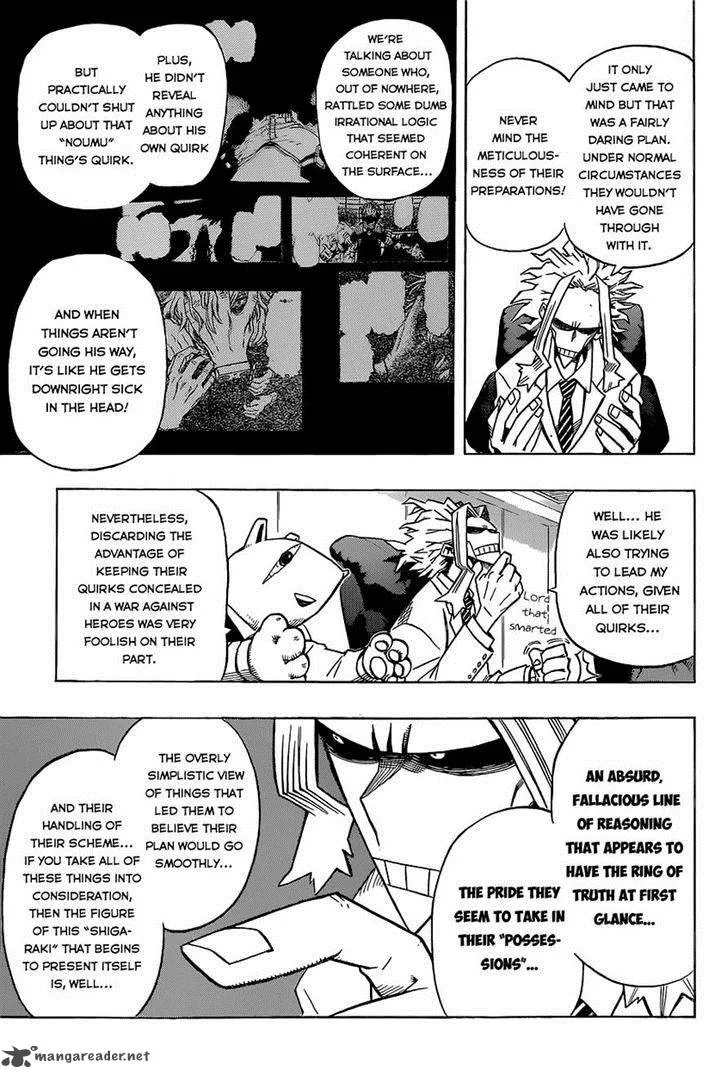 IT ONLY
JUST CAME TO
MIND BUT THAT
WAS A FAIRLY
DARING PLAN.
UNDER NORMAL
CIRCUMSTANCES
THEY WOULDN'T
HAVE GONE
THROUGH
WITH IT.
NEVER
MIND THE
METICULOUS-
NESS OF THEIR
PREPARATIONS!
WE'RE
TALKING ABOUT
SOMEONE WHO,
OUT OF NOWHERE,
RATTLED SOME DUMB
IRRATIONAL LOGIC
THAT SEEMED
COHERENT ON
THE SURFACE...
PLUS,
HE DIDN'T
REVEAL
ANYTHING
ABOUT HIS
OWN QUIRK
BUT
PRACTICALLY
COULDN'T SHUT
UP ABOUT THAT
"NOUMU"
THING'S QUIRK.
AND WHEN
THINGS AREN'T
GOING HIS WAY,
IT'S LIKE HE GETS
DOWNRIGHT SICK
IN THE HEAD!
WELL... HE
WAS LIKELY
ALSO TRYING
TO LEAD MY
ACTIONS, GIVEN
ALL OF THEIR
QUIRKS...
Lord
that
smarted
NEVERTHELESS,
DISCARDING THE
ADVANTAGE OF
KEEPING THEIR
QUIRKS CONCEALED
IN A WAR AGAINST
HEROES WAS VERY
FOOLISH ON THEIR
PART.
AN ABSURD,
FALLACIOUS LINE
OF REASONING
THAT APPEARS TO
HAVE THE RING OF
TRUTH AT FIRST
GLANCE...
THE PRIDE THEY
SEEM TO TAKE IN
THEIR "POSSES-
SIONS"...
THE OVERLY
SIMPLISTIC VIEW
OF THINGS THAT
LED THEM TO
BELIEVE THEIR
PLAN WOULD GO
SMOOTHLY...
AND THEIR
HANDLING OF
THEIR SCHEME...
IF YOU TAKE ALL OF
THESE THINGS INTO
CONSIDERATION,
THEN THE FIGURE
OF THIS "SHIGA-
RAKI" THAT BEGINS
TO PRESENT ITSELF
IS, WELL...
mangareader.net